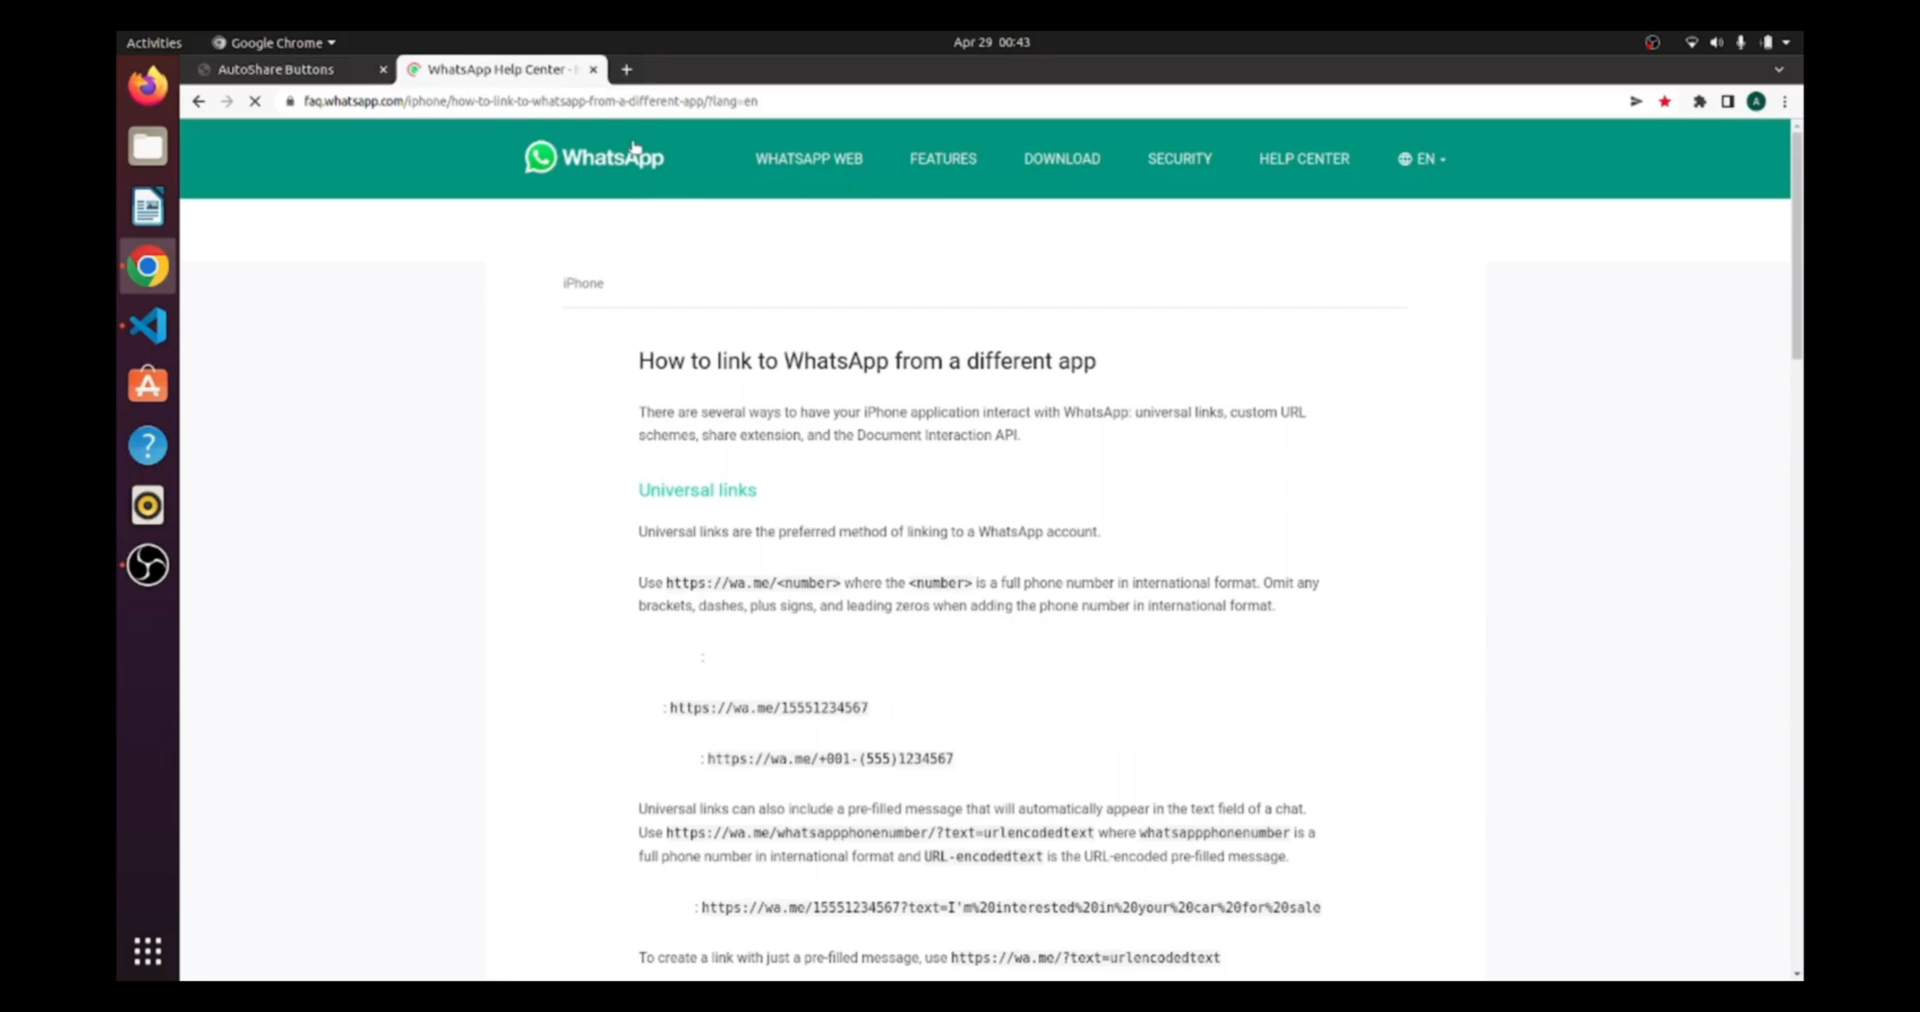 Activities
Google Chrome
Apr 29 00:43
AutoShare Buttons
WhatsApp Help Center -
faq.whatsapp.com/iphone/how-to-link-to-whatsapp-from-a-different-app/?lang=en
A
WhatsApp
WHATSAPP WEB
FEATURES
DOWNLOAD
SECURITY
HELP CENTER
EN
iPhone
How to link to WhatsApp from a different app
There are several ways to have your iPhone application interact with WhatsApp: universal links, custom URL
schemes, share extension, and the Document Interaction API.
Universal links
Universal links are the preferred method of linking to a WhatsApp account.
Use https://wa.me/<number> where the <number> is a full phone number in international format. Omit any
brackets, dashes, plus signs, and leading zeros when adding the phone number in international format.
:
: https://wa.me/15551234567
: https://wa.me/+001-(555)1234567
Universal links can also include a pre-filled message that will automatically appear in the text field of a chat.
Use https://wa.me/whatsappphonenumber/?text=urlencodedtext where whatsappphonenumber is a
full phone number in international format and URL-encodedtext is the URL-encoded pre-filled message.
: https://wa.me/15551234567?text=I'm%20interested%20in%20your%20car%20for%20sale
To create a link with just a pre-filled message, use https://wa.me/?text=urlencodedtext